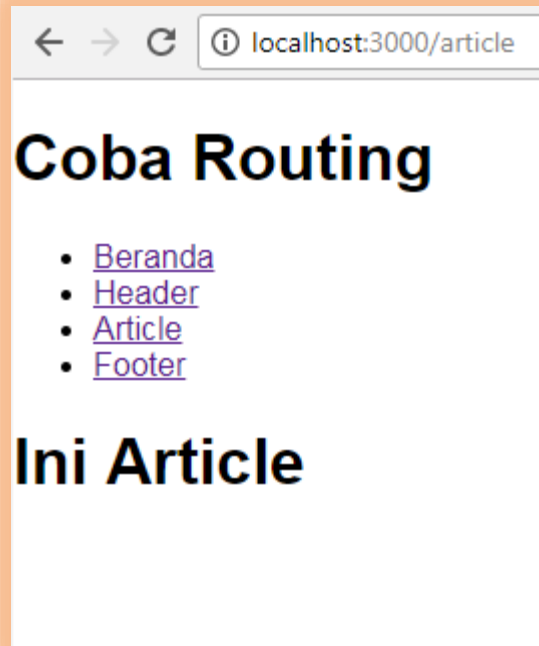 localhost:3000/article
Coba Routing
Beranda
Header
Article
Footer
Ini Article